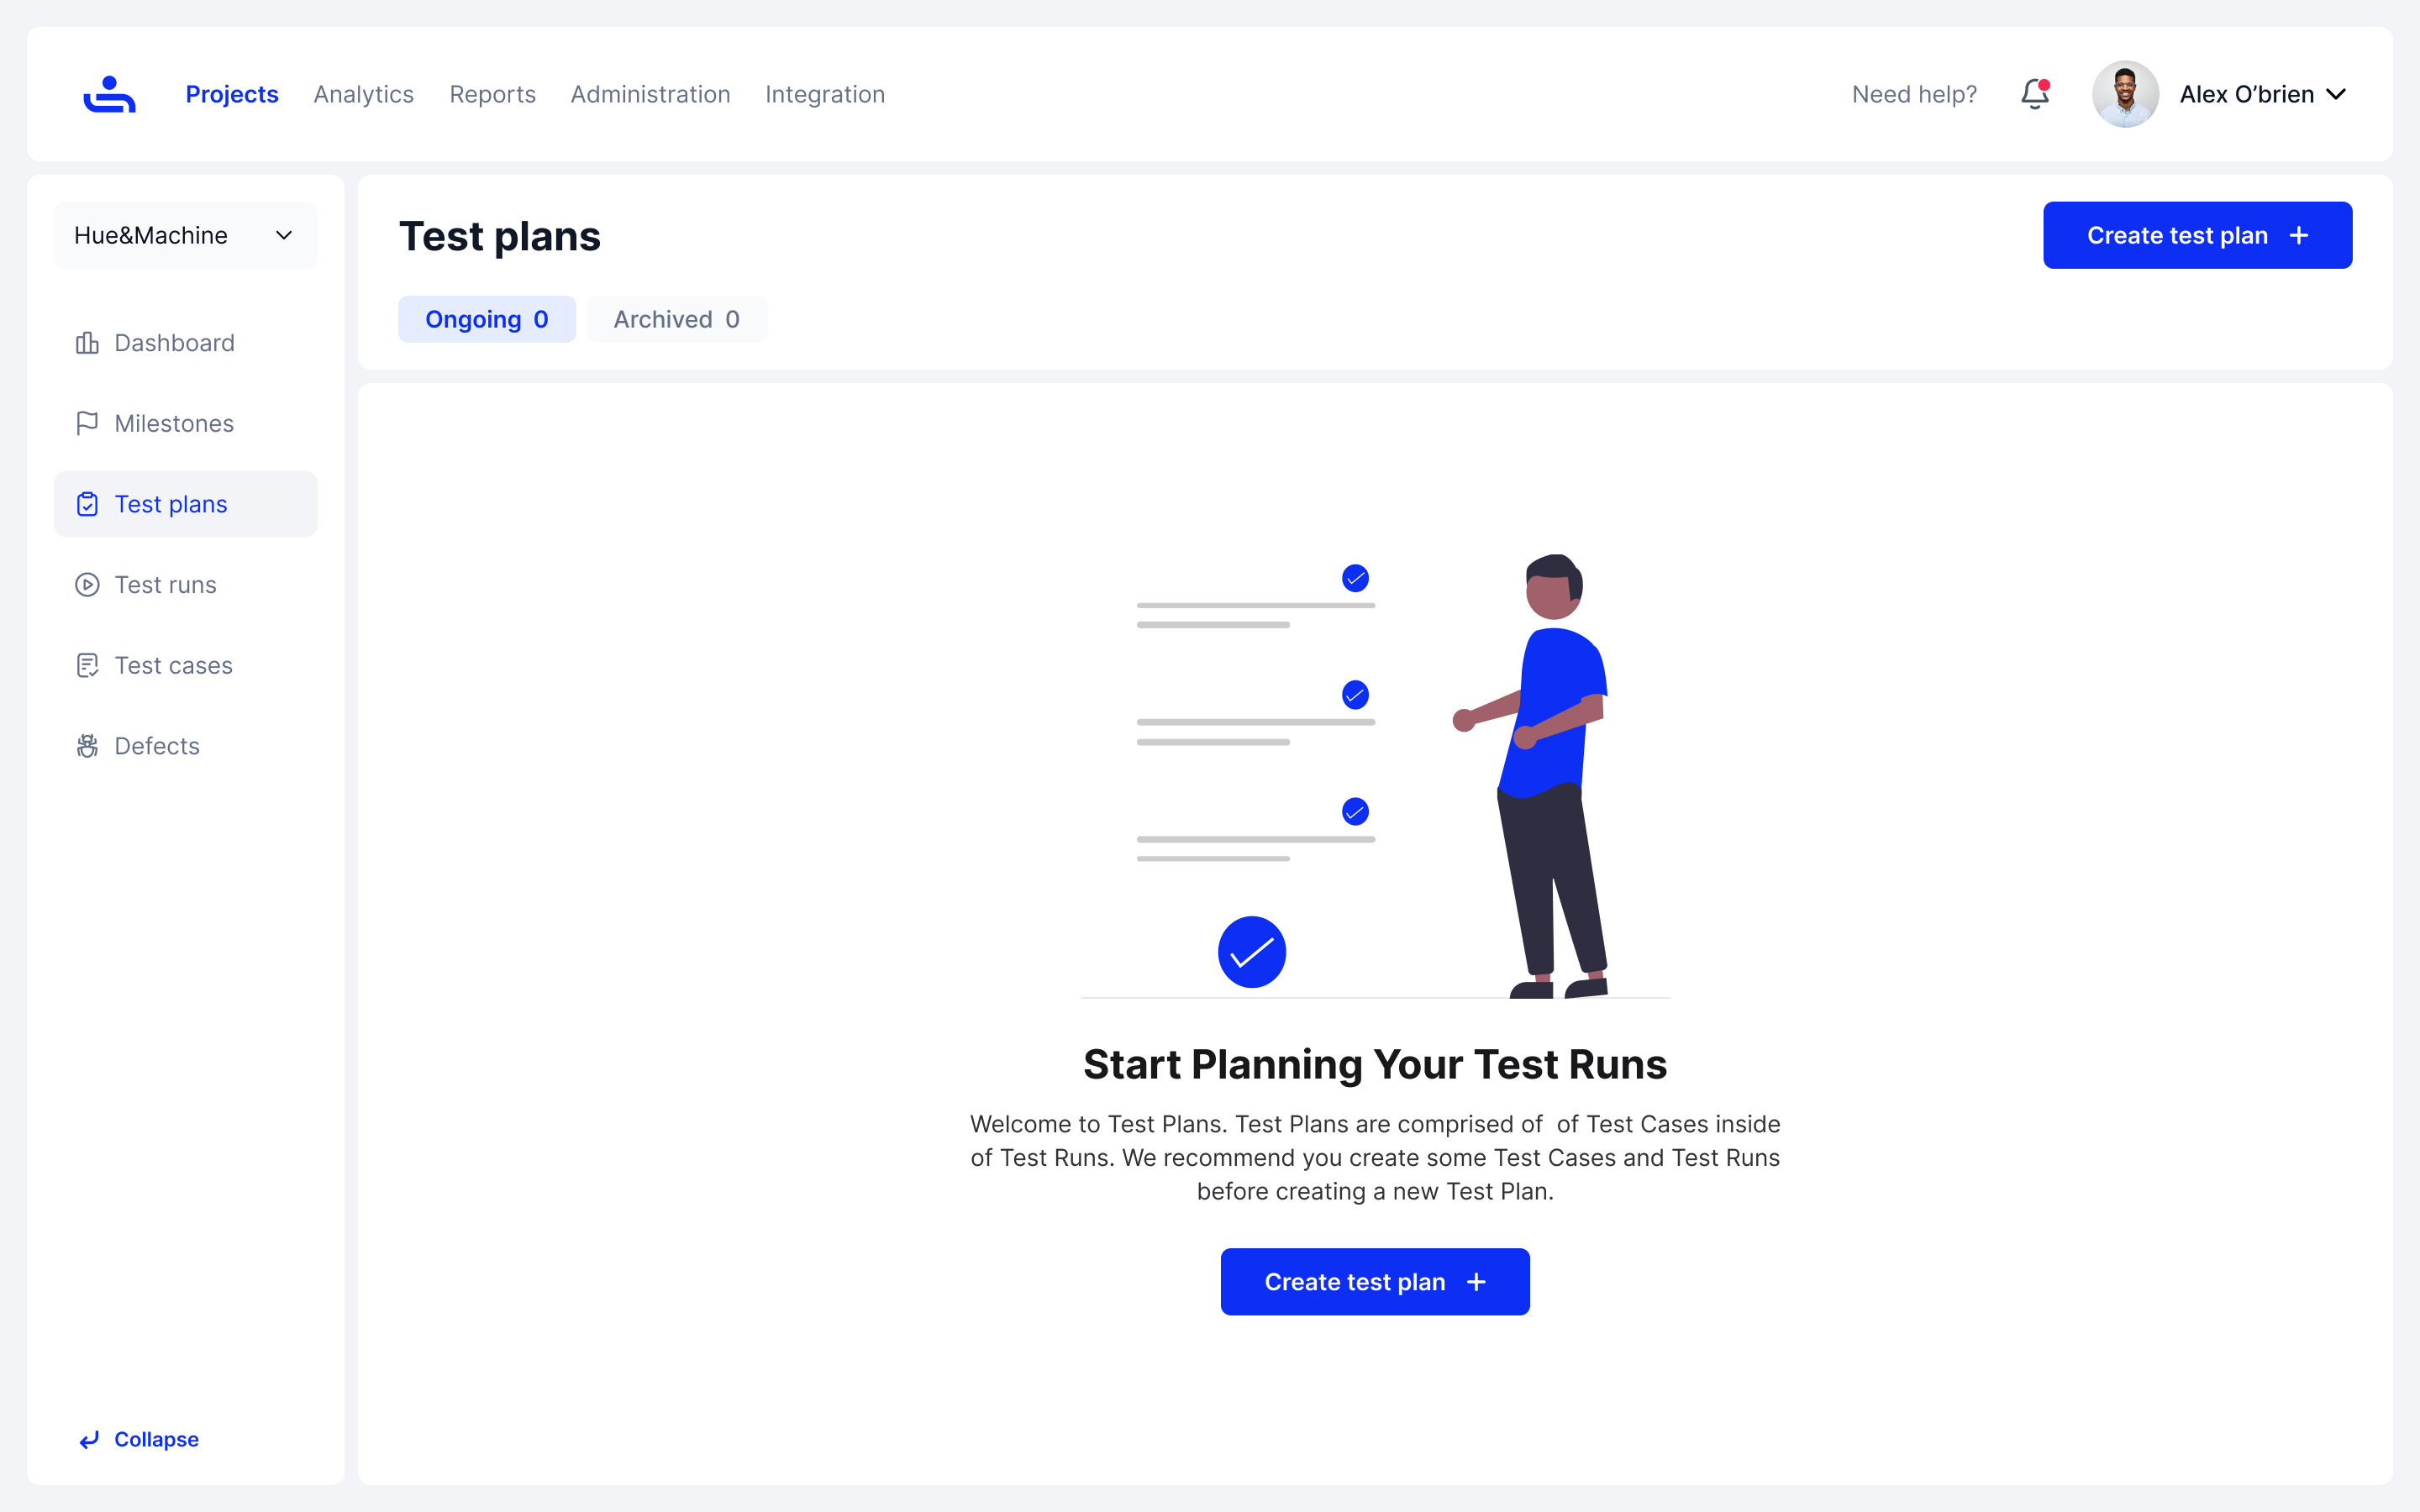 Projects Analytics Reports Administration Integration Need help? Alex O’brien
Hue&Machine
Dashboard
Milestones
Test plans
Test runs
Test cases
Defects
Collapse
Test plans
Create test plan
Ongoing 0 Archived 0
Start Planning Your Test Runs
Welcome to Test Plans. Test Plans are comprised of  of Test Cases inside
of Test Runs. We recommend you create some Test Cases and Test Runs
before creating a new Test Plan.
Create test plan